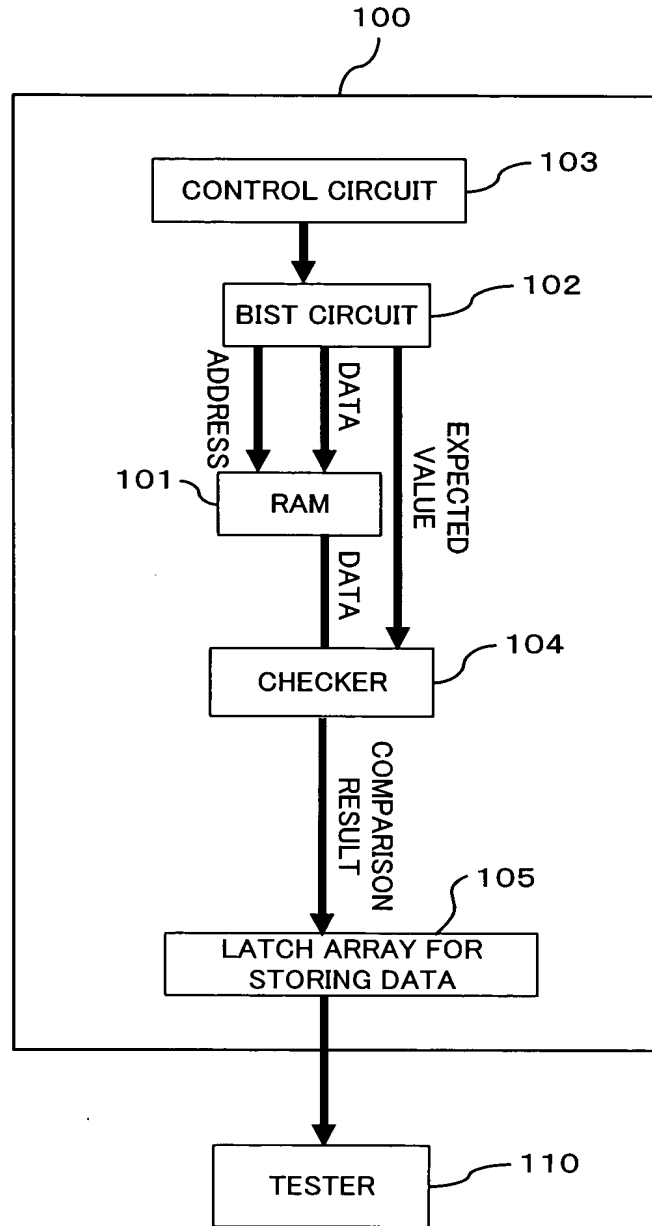 100
CONTROL CIRCUIT
103
BIST CIRCUIT
102
ADDRESS
DATA
EXPECTED
VALUE
101
RAM
DATA
CHECKER
104
COMPARISON
RESULT
105
LATCH ARRAY FOR
STORING DATA
TESTER
110